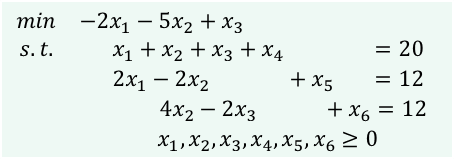 min −2x₁ − 5x₂ + x₃
s.t. x₁ + x₂ + x₃ + x₄ = 20
2x₁ − 2x₂ + x₅ = 12
4x₂ − 2x₃ + x₆ = 12
x₁, x₂, x₃, x₄, x₅, x₆ ≥ 0